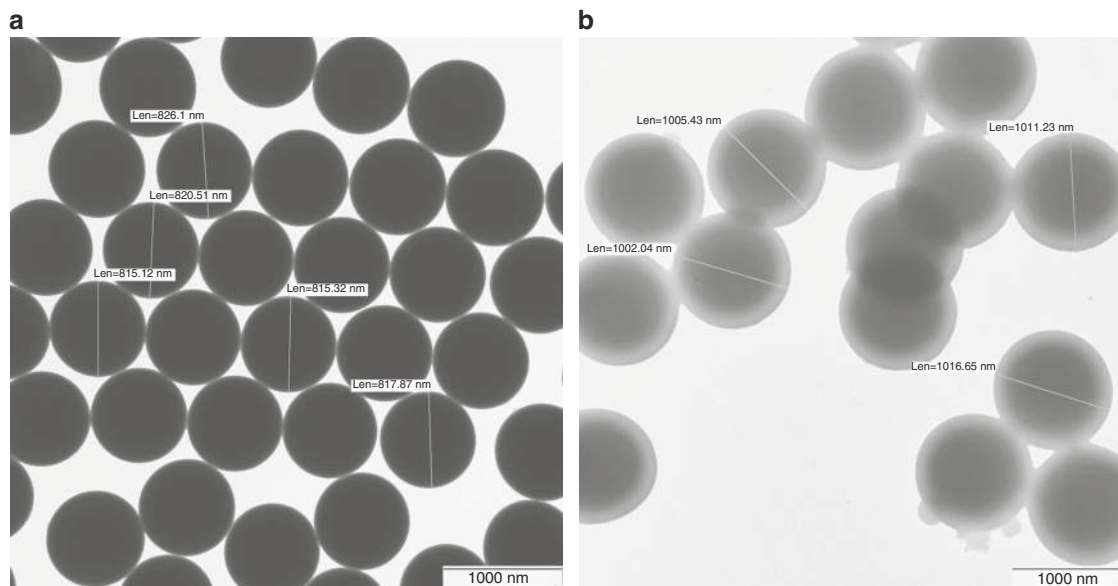 a
Len=826.1 nm
Len=820.51 nm
Len=815.12 nm
Len=815.32 nm
Len=817.87 nm
1000 nm
b
Len=1005.43 nm
Len=1011.23 nm
Len=1002.04 nm
Len=1016.65 nm
1000 nm